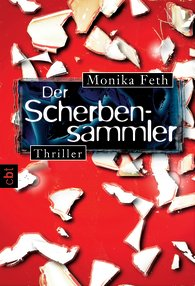 Monika Feth
Der
Scherben-
sammler
Thriller
cbt